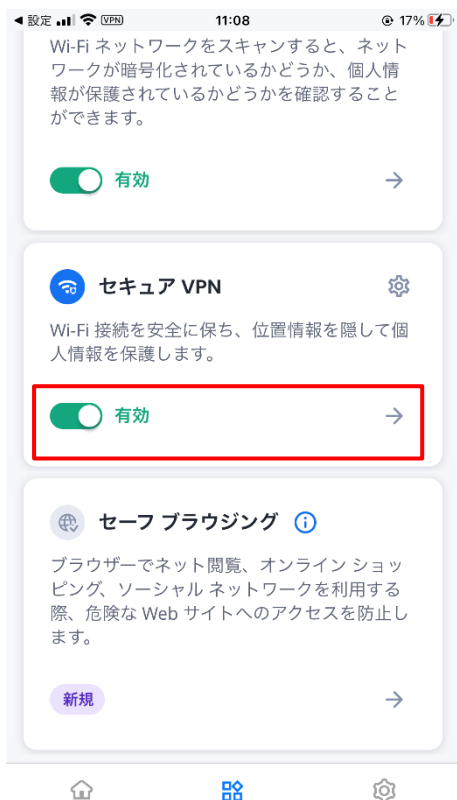 設定 VPN 11:08 17%
Wi-Fi ネットワークをスキャンすると、ネット
ワークが暗号化されているかどうか、個人情
報が保護されているかどうかを確認すること
ができます。
有効
セキュア VPN
Wi-Fi 接続を安全に保ち、位置情報を隠して個
人情報を保護します。
有効
セーフ ブラウジング
ブラウザーでネット閲覧、オンライン ショッ
ピング、ソーシャル ネットワークを利用する
際、危険な Web サイトへのアクセスを防止し
ます。
新規